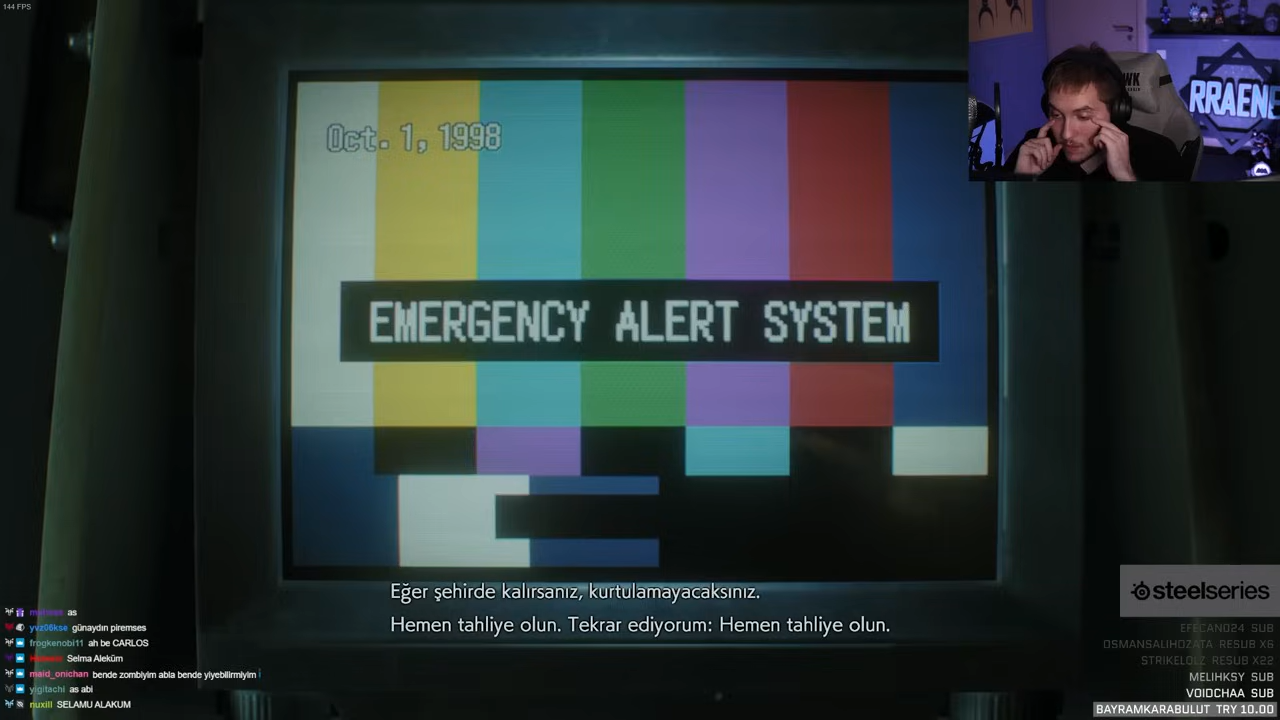 144 FPS
WK
RRAENE
Oct. 1, 1998
EMERGENCY ALERT SYSTEM
Eğer şehirde kalırsanız, kurtulamayacaksınız.
Hemen tahliye olun. Tekrar ediyorum: Hemen tahliye olun.
as
yvz06kse günaydın piremses
frogkenobi11 ah be CARLOS
Selma Aleküm
maid_onichan bende zombiyim abla bende yiyebilirmiyim
yigitachi as abi
nuxill SELAMU ALAKUM
steelseries
EFECAN024 SUB
OSMANSALIHOZATA RESUB X6
STRIKELOLZ RESUB X22
MELIHKSY SUB
VOIDCHAA SUB
BAYRAMKARABULUT TRY 10.00